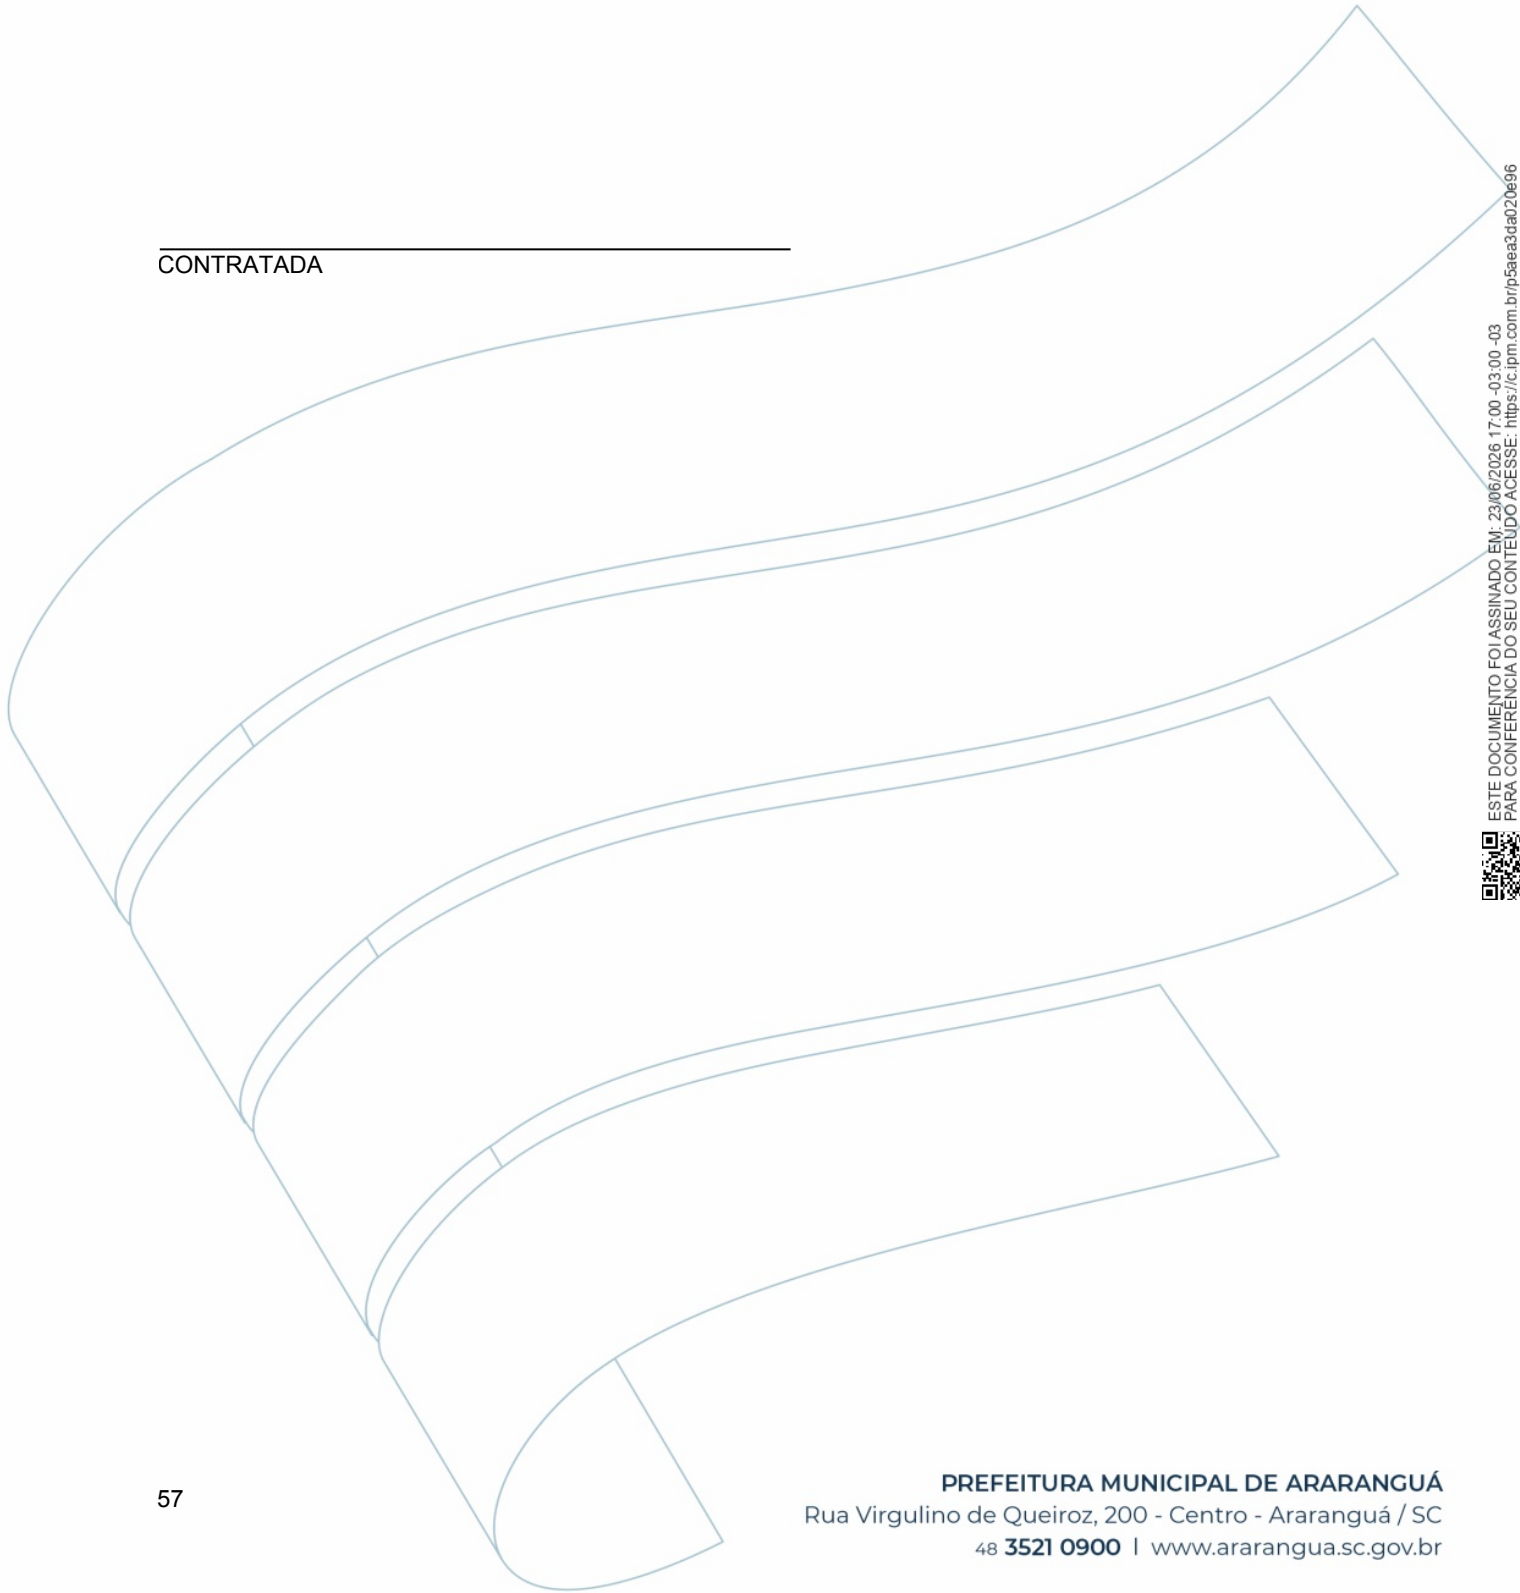 CONTRATADA
ESTE DOCUMENTO FOI ASSINADO EM: 23/06/2026 17:00 -03:00 -03
PARA CONFERÊNCIA DO SEU CONTEÚDO ACESSE: https://c.ipm.com.br/p5aea3da020e96
57
PREFEITURA MUNICIPAL DE ARARANGUÁ
Rua Virgulino de Queiroz, 200 - Centro - Araranguá / SC
48 3521 0900 | www.ararangua.sc.gov.br